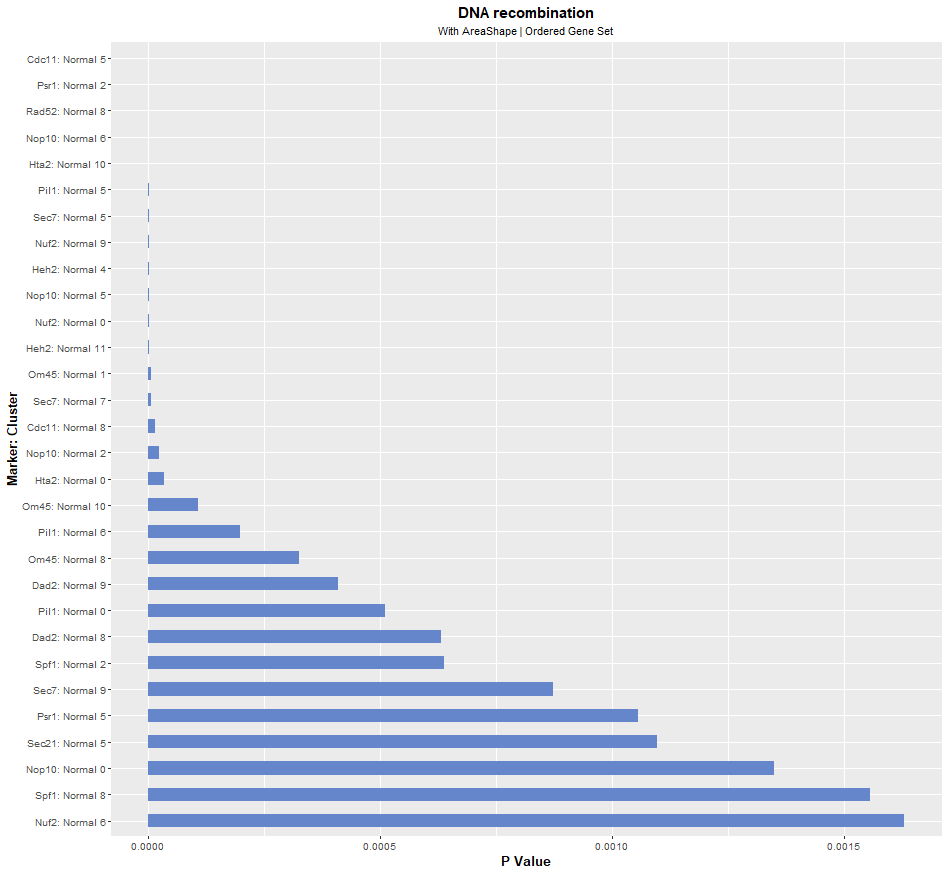 DNA recombination
With AreaShape | Ordered Gene Set
Cdc11: Normal 5
Psr1: Normal 2
Rad52: Normal 8
Nop10: Normal 6
Hta2: Normal 10
Pil1: Normal 5
Sec7: Normal 5
Nuf2: Normal 9
Heh2: Normal 4
Nop10: Normal 5
Nuf2: Normal 0
Heh2: Normal 11
Om45: Normal 1
Sec7: Normal 7
Cdc11: Normal 8
Nop10: Normal 2
Hta2: Normal 0
Om45: Normal 10
Pil1: Normal 6
Om45: Normal 8
Dad2: Normal 9
Pil1: Normal 0
Dad2: Normal 8
Spf1: Normal 2
Sec7: Normal 9
Psr1: Normal 5
Sec21: Normal 5
Nop10: Normal 0
Spf1: Normal 8
Nuf2: Normal 6
Marker: Cluster
0.0000 0.0005 0.0010 0.0015
P Value